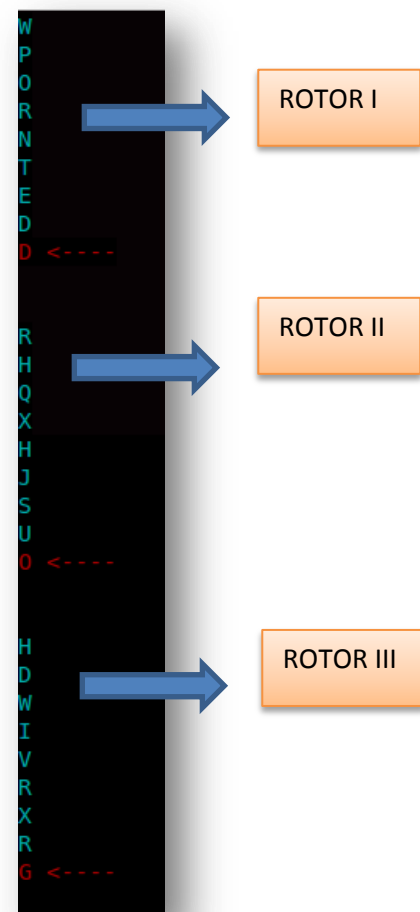 W
P
O
R
N
T
E
D
D <----
R
H
Q
X
H
J
S
U
O <----
H
D
W
I
V
R
X
R
G <----
ROTOR I
ROTOR II
ROTOR III